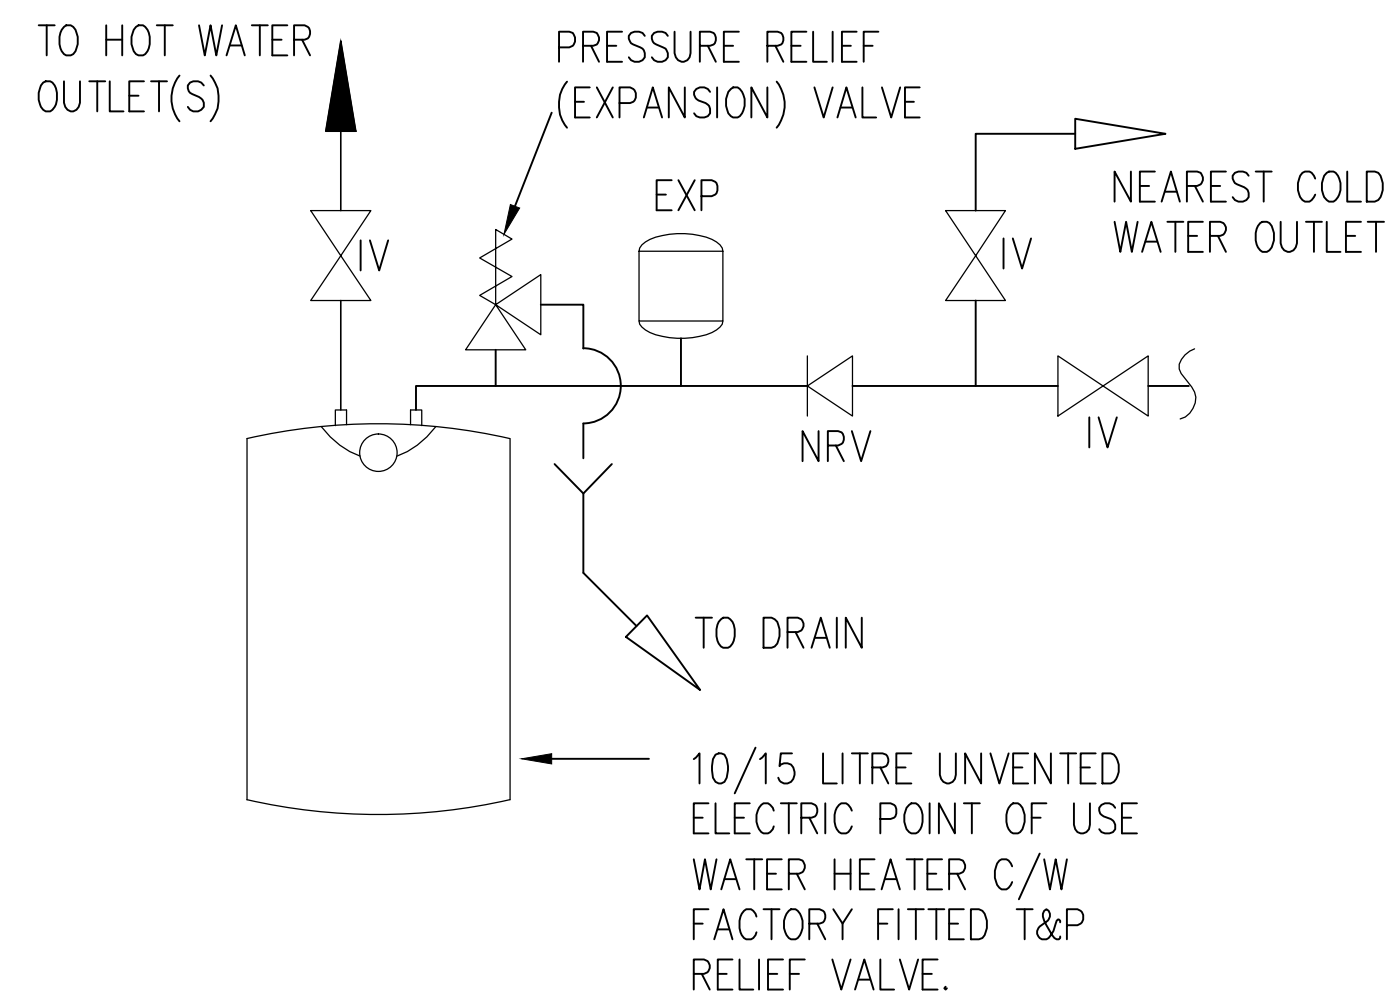 TO HOT WATER
OUTLET(S)
PRESSURE RELIEF
(EXPANSION) VALVE
EXP
NEAREST COLD
WATER OUTLET
IV
IV
IV
NRV
TO DRAIN
10/15 LITRE UNVENTED
ELECTRIC POINT OF USE
WATER HEATER C/W
FACTORY FITTED T&P
RELIEF VALVE.